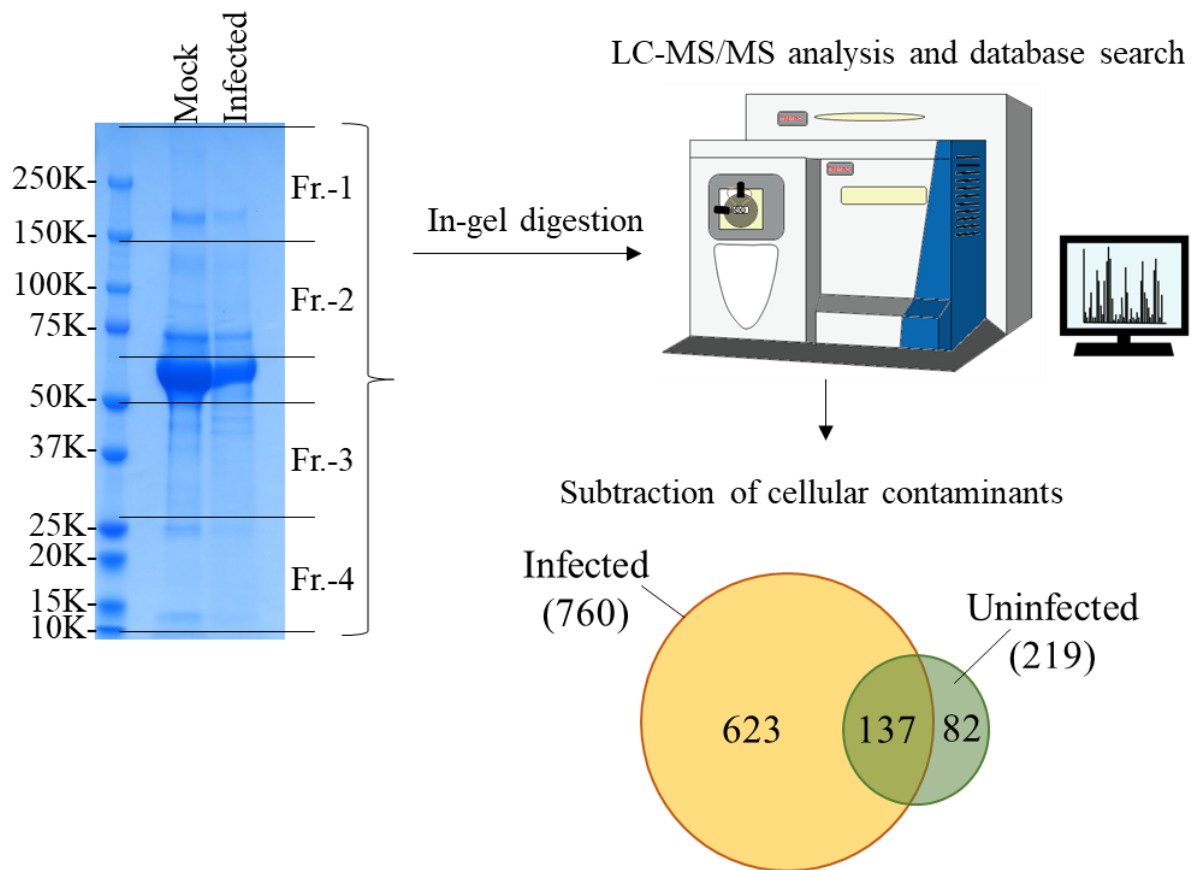 Mock
Infected
250K-
150K-
100K-
75K-
50K-
37K-
25K-
20K-
15K-
10K-
Fr.-1
Fr.-2
Fr.-3
Fr.-4
In-gel digestion
LC-MS/MS analysis and database search
Subtraction of cellular contaminants
Infected
(760)
Uninfected
(219)
623
137
82